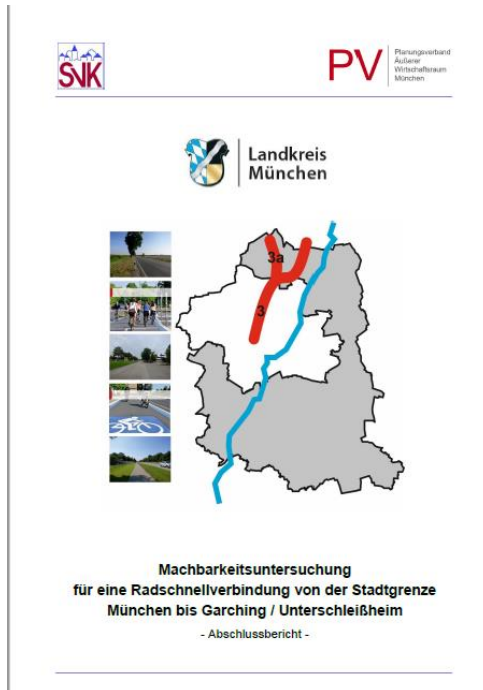 SVK
PV
Planungsverband
Äußerer
Wirtschaftsraum
München
Landkreis
München
3a
3
Machbarkeitsuntersuchung
für eine Radschnellverbindung von der Stadtgrenze
München bis Garching / Unterschleißheim
- Abschlussbericht -